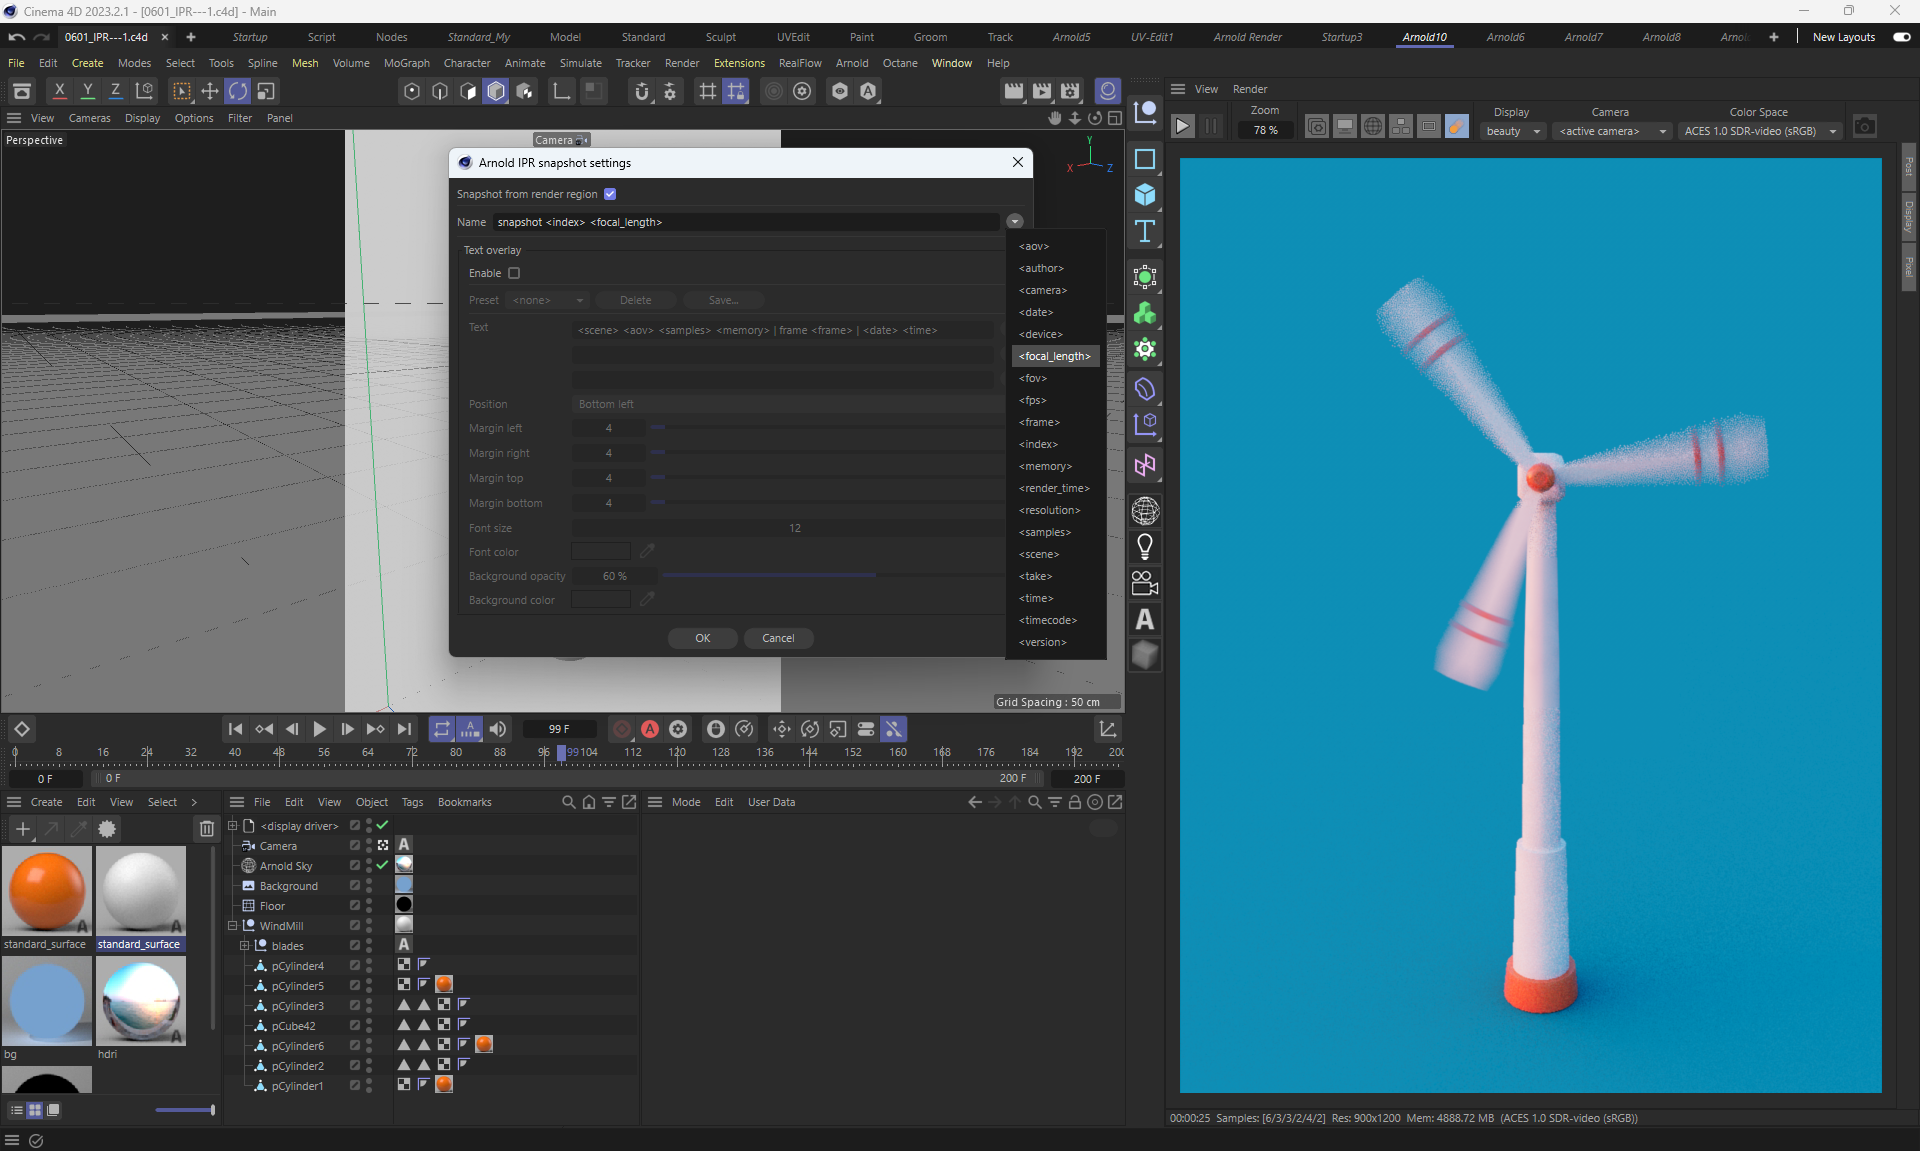 Cinema 4D 2023.2.1 - [0601_IPR---1.c4d] - Main
0601_IPR---1.c4d
Startup Script Nodes Standard_My Model Standard Sculpt UVEdit Paint Groom Track Arnold5 UV-Edit1 Arnold Render Startup3 Arnold10 Arnold6 Arnold7 Arnold8 New Layouts
File Edit Create Modes Select Tools Spline Mesh Volume MoGraph Character Animate Simulate Tracker Render Extensions RealFlow Arnold Octane Window Help
X Y Z
View Cameras Display Options Filter Panel
Perspective
Camera
Y
X Z
Arnold IPR snapshot settings
Snapshot from render region
Name snapshot <index> <focal_length>
Text overlay
Enable
Preset <none> Delete Save...
Text <scene> <aov> <samples> <memory> | frame <frame> | <date> <time>
Position Bottom left
Margin left 4
Margin right 4
Margin top 4
Margin bottom 4
Font size 12
Font color
Background opacity 60 %
Background color
OK Cancel
<aov>
<author>
<camera>
<date>
<device>
<focal_length>
<fov>
<fps>
<frame>
<index>
<memory>
<render_time>
<resolution>
<samples>
<scene>
<take>
<time>
<timecode>
<version>
Grid Spacing : 50 cm
View Render
Zoom Display Camera Color Space
78 % beauty <active camera> ACES 1.0 SDR-video (sRGB)
Post
Display
Pixel
00:00:25 Samples: [6/3/3/2/4/2] Res: 900x1200 Mem: 4888.72 MB (ACES 1.0 SDR-video (sRGB))
99 F
0 8 16 24 32 40 48 56 64 72 80 88 96 99 104 112 120 128 136 144 152 160 168 176 184 192 200
0 F 0 F 200 F 200 F
Create Edit View Select
standard_surface standard_surface
bg hdri
File Edit View Object Tags Bookmarks
<display driver>
Camera
Arnold Sky
Background
Floor
WindMill
blades
pCylinder4
pCylinder5
pCylinder3
pCube42
pCylinder6
pCylinder2
pCylinder1
Mode Edit User Data